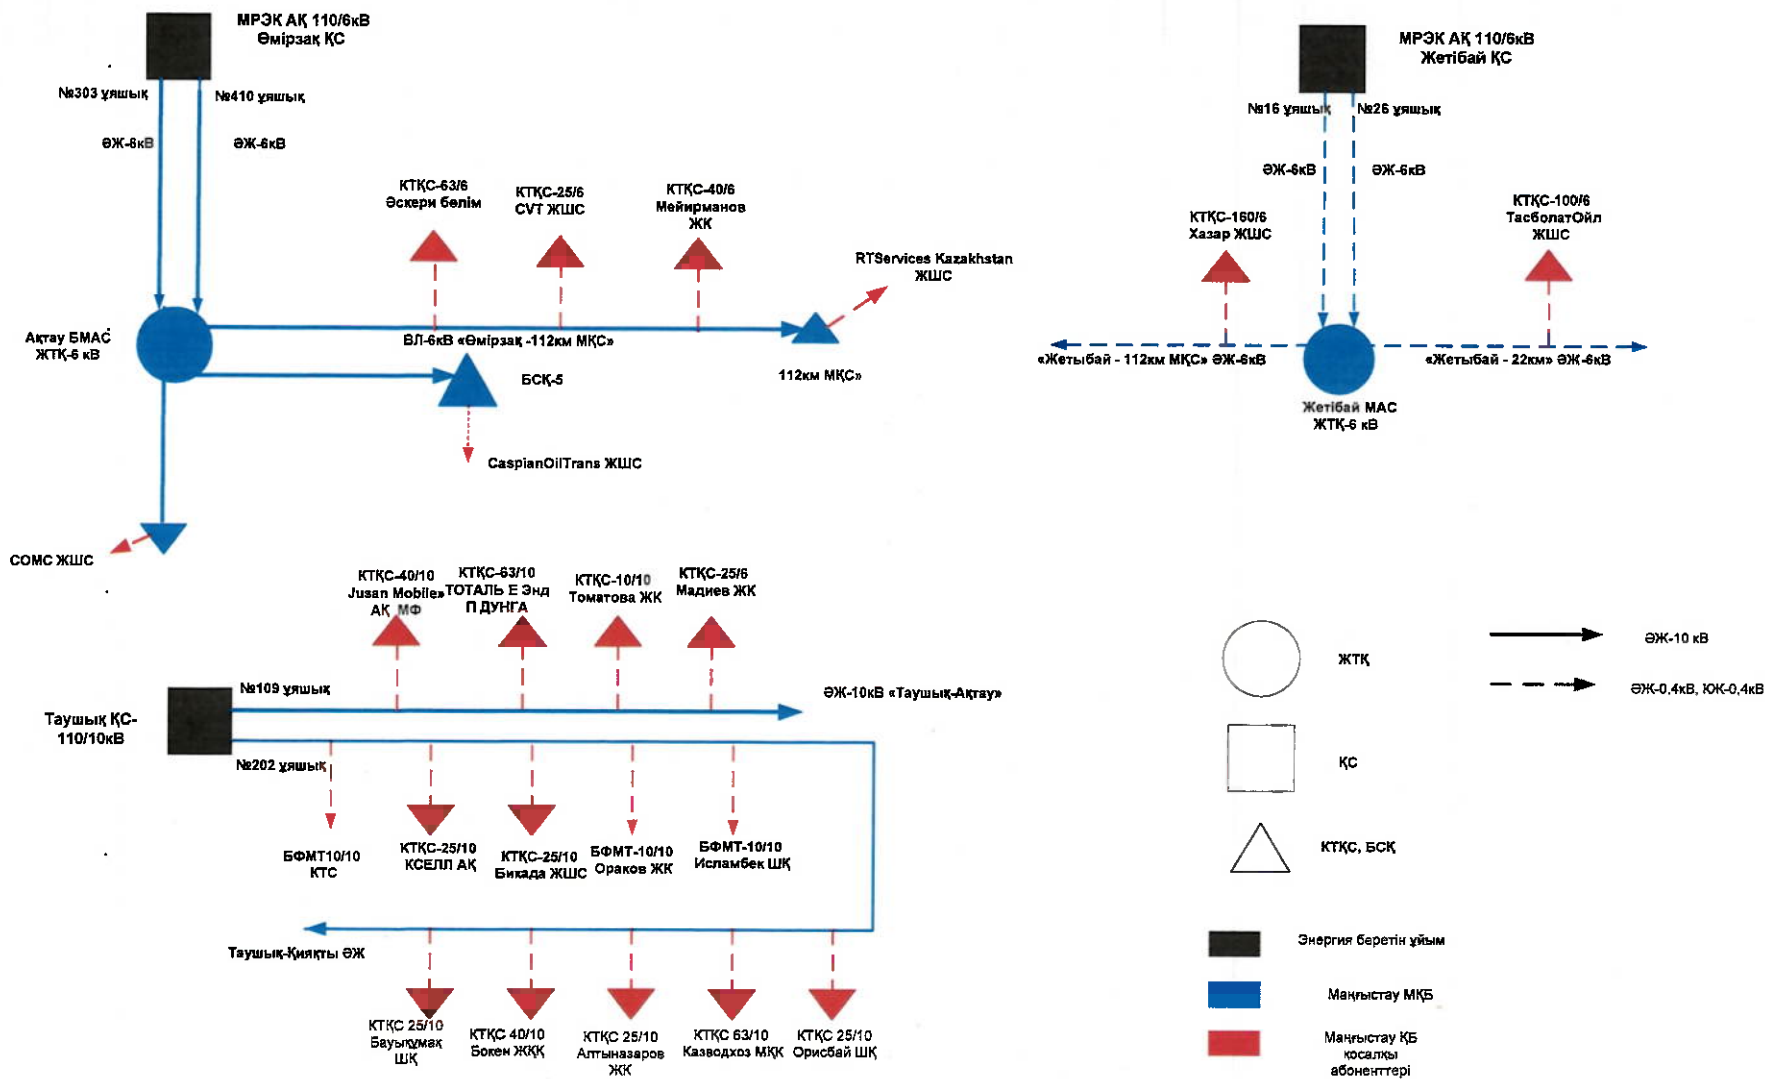 МРЭК АҚ 110/6кВ
Өмірзақ ҚС
№303 ұяшық
№410 ұяшық
ӘЖ-6кВ
ӘЖ-6кВ
КТҚС-63/6
Әскери бөлім
КТҚС-25/6
CVT ЖШС
КТҚС-40/6
Мейирманов
ЖК
RTServices Kazakhstan
ЖШС
Ақтау БМАС
ЖТҚ-6 кВ
ВЛ-6кВ «Өмірзақ -112км МҚС»
БСҚ-5
112км МҚС»
CaspianOilTrans ЖШС
СОМС ЖШС
МРЭК АҚ 110/6кВ
Жетібай ҚС
№16 ұяшық
№26 ұяшық
ӘЖ-6кВ
ӘЖ-6кВ
КТҚС-160/6
Хазар ЖШС
КТҚС-100/6
ТасболатОйл
ЖШС
«Жетыбай - 112км МҚС» ӘЖ-6кВ
«Жетыбай - 22км» ӘЖ-6кВ
Жетібай МАС
ЖТҚ-6 кВ
КТҚС-40/10
Jusan Mobile»
АҚ МФ
КТҚС-63/10
ТОТАЛЬ Е Энд
П ДУНГА
КТҚС-10/10
Томатова ЖК
КТҚС-25/6
Мадиев ЖК
№109 ұяшық
ӘЖ-10кВ «Таушық-Ақтау»
Таушық ҚС-
110/10кВ
№202 ұяшық
БФМТ10/10
КТС
КТҚС-25/10
КСЕЛЛ АҚ
КТҚС-25/10
Бикада ЖШС
БФМТ-10/10
Ораков ЖК
БФМТ-10/10
Исламбек ШҚ
Таушық-Қияқты ӘЖ
КТҚС 25/10
Бауықұмақ
ШҚ
КТҚС 40/10
Бокен ЖҚК
КТҚС 25/10
Алтыназаров
ЖК
КТҚС 63/10
Казводхоз МҚК
КТҚС 25/10
Орисбай ШҚ
ЖТҚ
ӘЖ-10 кВ
ӘЖ-0,4кВ, ЮЖ-0,4кВ
ҚС
КТҚС, БСҚ
Энергия беретін ұйым
Маңғыстау МҚБ
Маңғыстау ҚБ
қосалқы
абоненттері